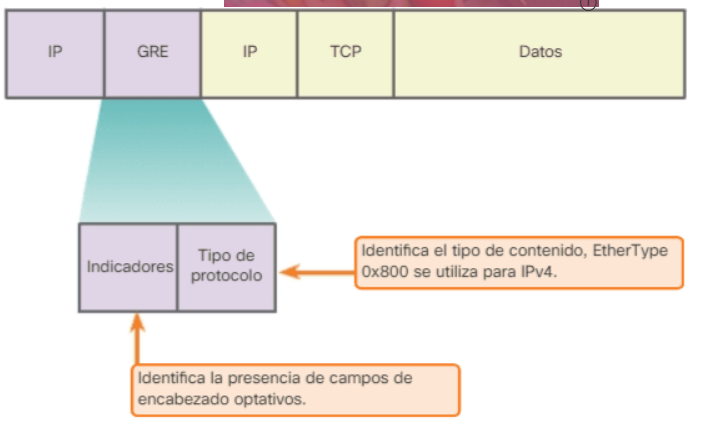 IP GRE IP TCP Datos
Indicadores
Tipo de
protocolo
Identifica el tipo de contenido, EtherType
0x800 se utiliza para IPv4.
Identifica la presencia de campos de
encabezado optativos.